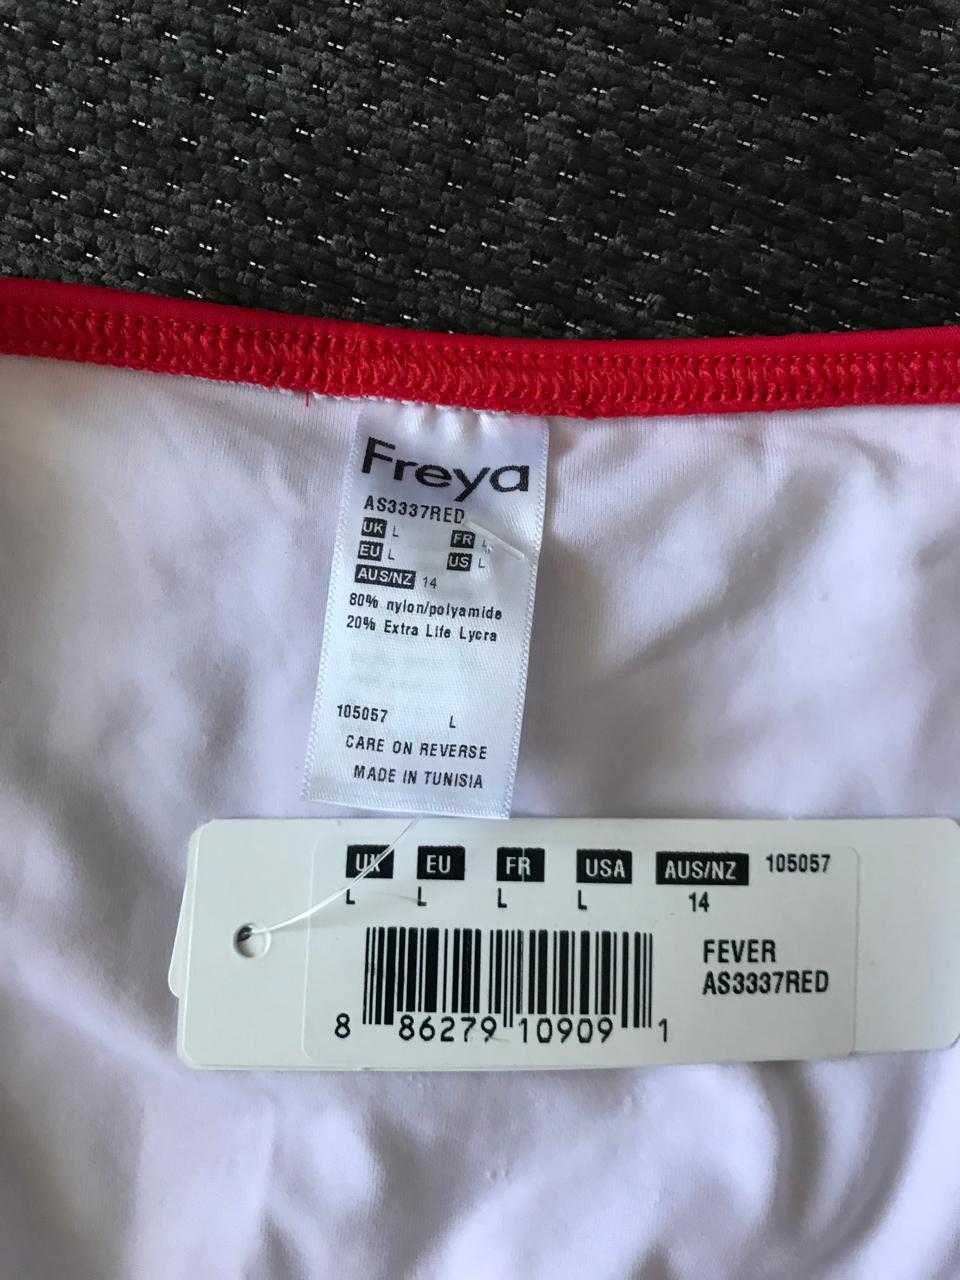 Freya
AS3337RED
UK L FR L
EU L US L
AUS/NZ 14
80% nylon/polyamide
20% Extra Life Lycra
105057 L
CARE ON REVERSE
MADE IN TUNISIA
UK EU FR USA AUS/NZ 105057
L L L L 14
FEVER
AS3337RED
8 86279 10909 1